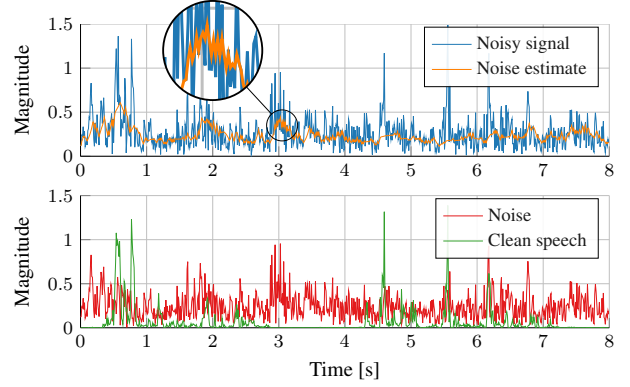 1.5
1
0.5
0
Magnitude
Noisy signal
Noise estimate
0 1 2 3 4 5 6 7 8
1.5
1
0.5
0
Magnitude
Noise
Clean speech
0 1 2 3 4 5 6 7 8
Time [s]